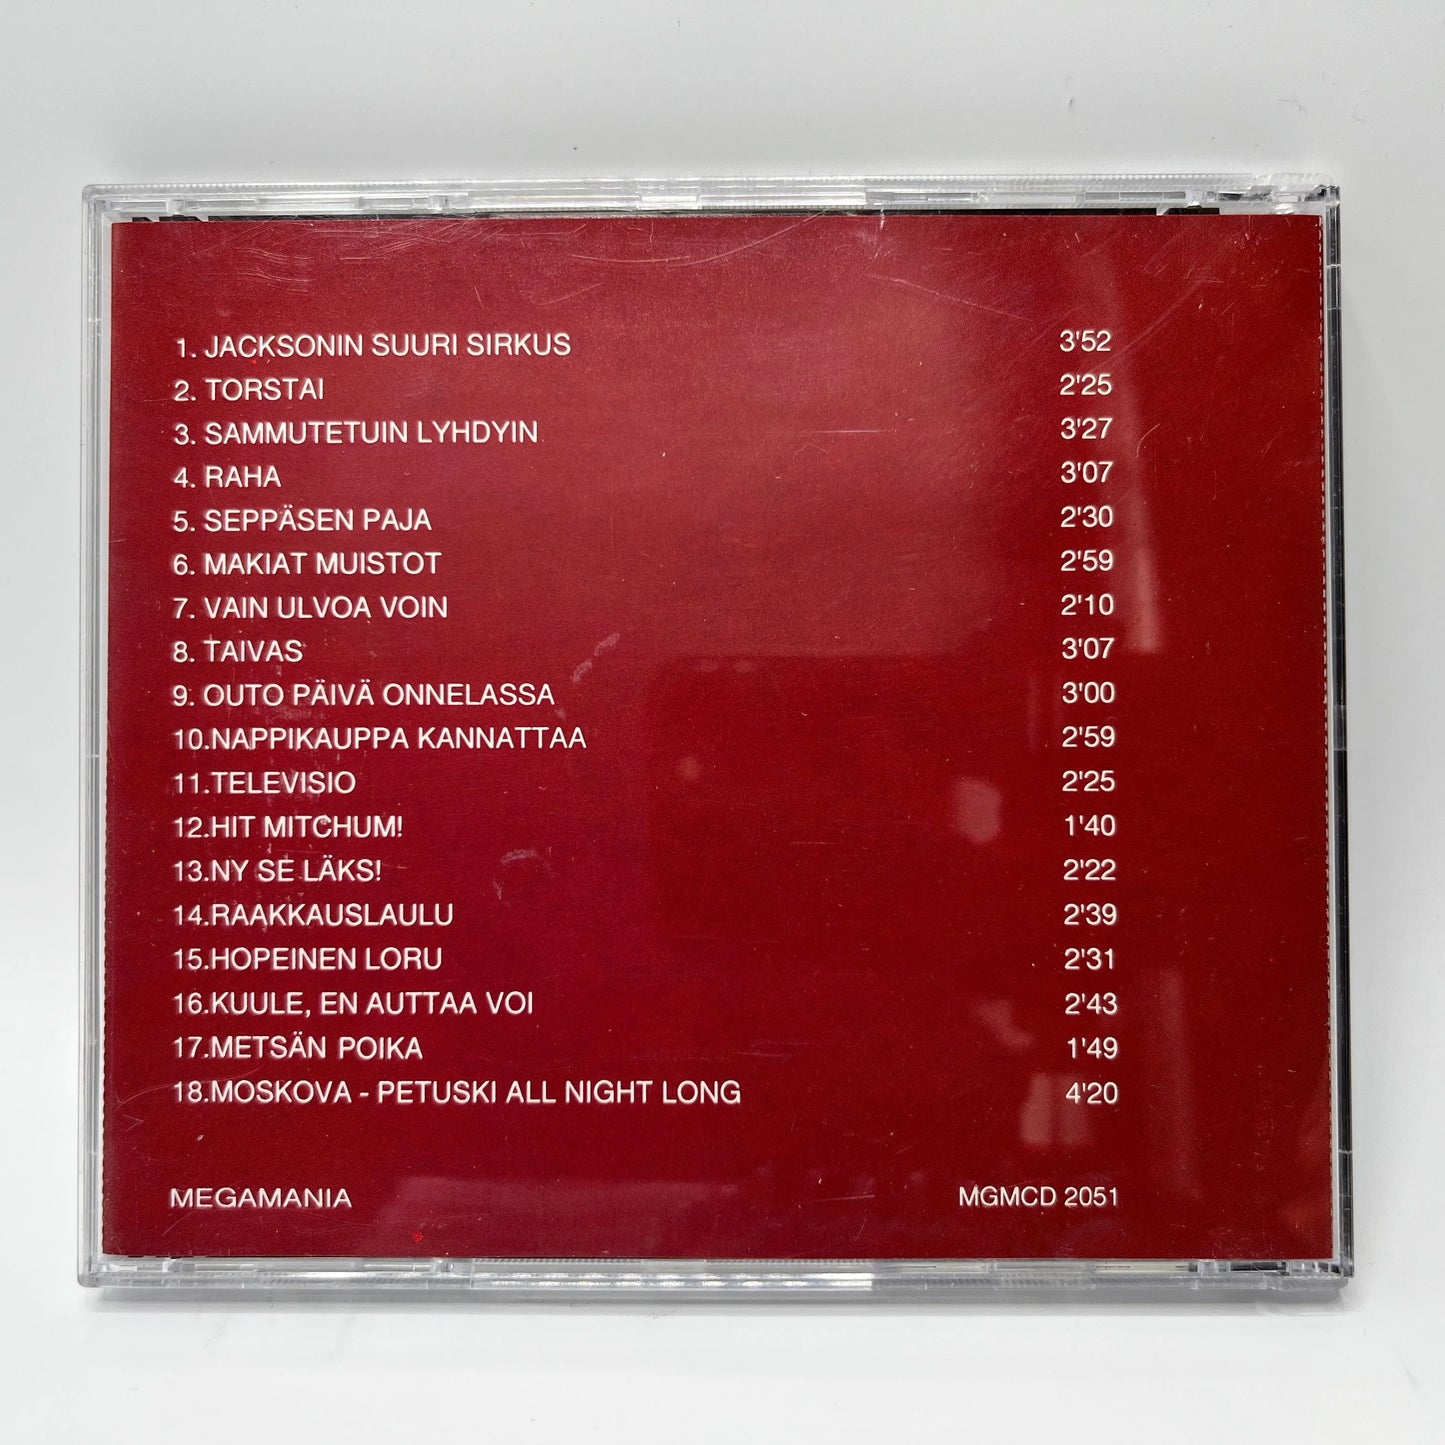 1. JACKSONIN SUURI SIRKUS 3'52
2. TORSTAI 2'25
3. SAMMUTETUIN LYHDYIN 3'27
4. RAHA 3'07
5. SEPPÄSEN PAJA 2'30
6. MAKIAT MUISTOT 2'59
7. VAIN ULVOA VOIN 2'10
8. TAIVAS 3'07
9. OUTO PÄIVÄ ONNELASSA 3'00
10.NAPPIKAUPPA KANNATTAA 2'59
11.TELEVISIO 2'25
12.HIT MITCHUM! 1'40
13.NY SE LÄKS! 2'22
14.RAAKKAUSLAULU 2'39
15.HOPEINEN LORU 2'31
16.KUULE, EN AUTTAA VOI 2'43
17.METSÄN POIKA 1'49
18.MOSKOVA - PETUSKI ALL NIGHT LONG 4'20
MEGAMANIA MGMCD 2051